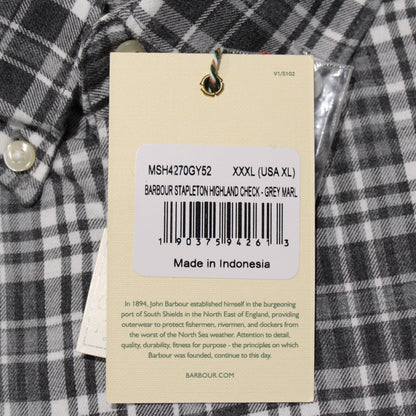 V1/S102
MSH4270GY52 XXXL (USA XL)
BARBOUR STAPLETON HIGHLAND CHECK - GREY MARL
1 90375 94261 3
Made in Indonesia
In 1894, John Barbour established himself in the burgeoning
port of South Shields in the North East of England, providing
outerwear to protect fishermen, rivermen, and dockers from
the worst of the North Sea weather. Attention to detail,
quality, durability, fitness for purpose - the principles on which
Barbour was founded, continue to this day.
BARBOUR.COM